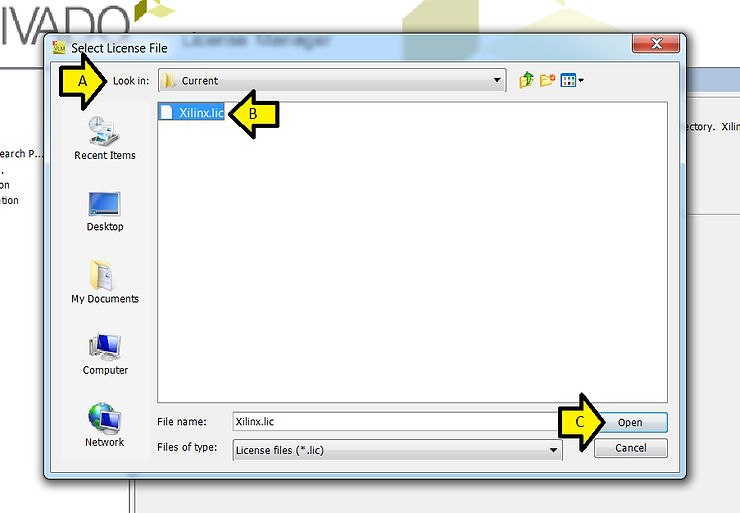 IVADO
License Manager
Select License File
A
Look in:
Current
Xilinx.lic
B
ectory. Xilin
earch P...
..
on
tion
Recent Items
Desktop
My Documents
Computer
Network
File name:
Xilinx.lic
C
Open
Files of type:
License files (*.lic)
Cancel